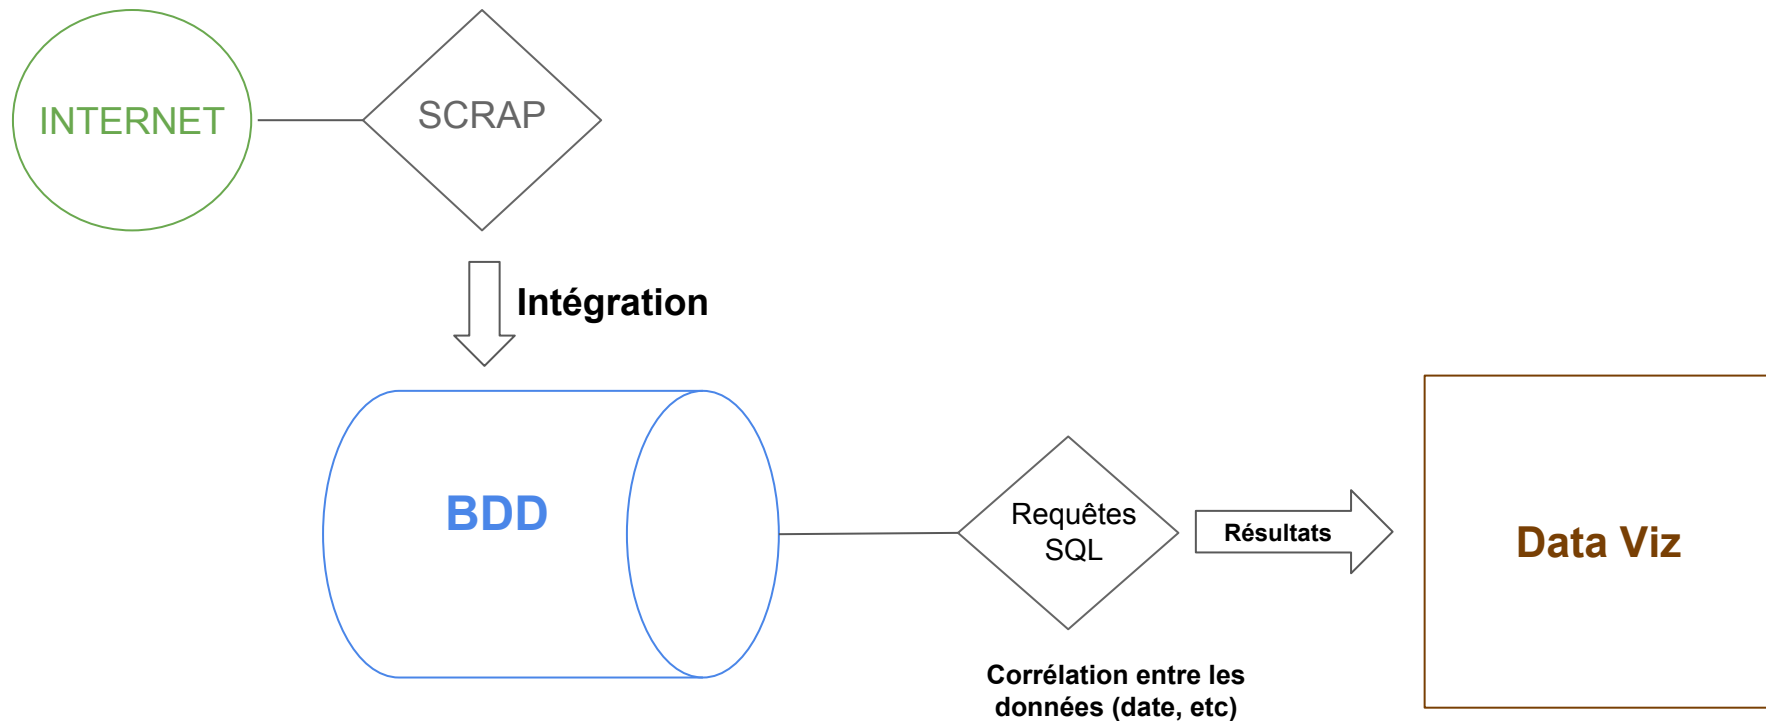 INTERNET
SCRAP
Intégration
BDD
Requêtes
SQL
Résultats
Data Viz
Corrélation entre les
données (date, etc)